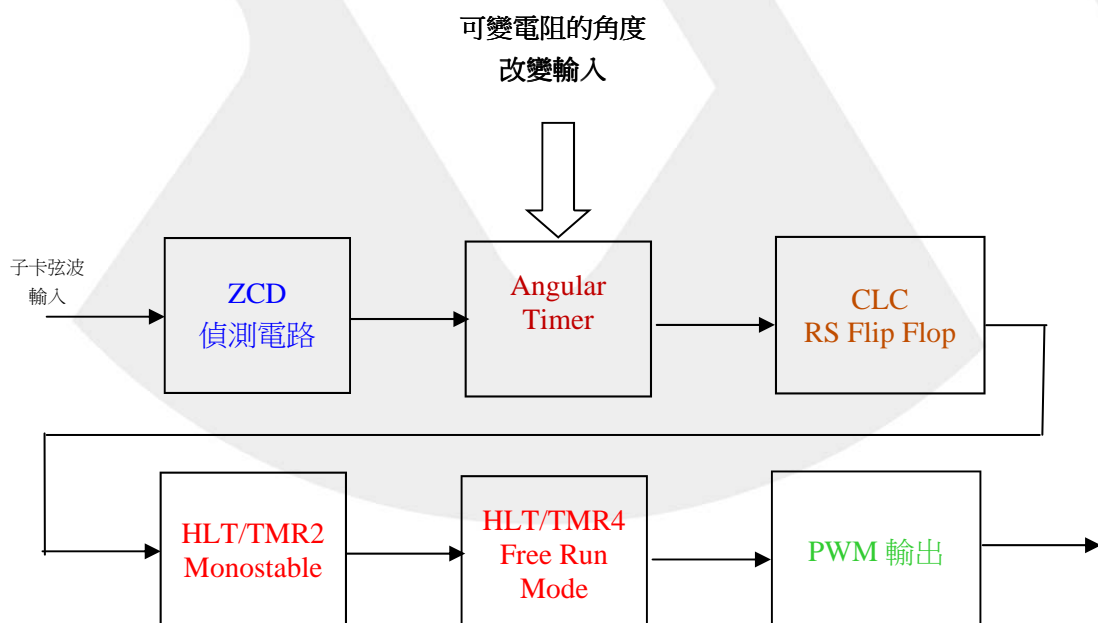 可變電阻的角度
改變輸入
子卡弦波
輸入
ZCD
偵測電路
Angular
Timer
CLC
RS Flip Flop
HLT/TMR2
Monostable
HLT/TMR4
Free Run
Mode
PWM 輸出